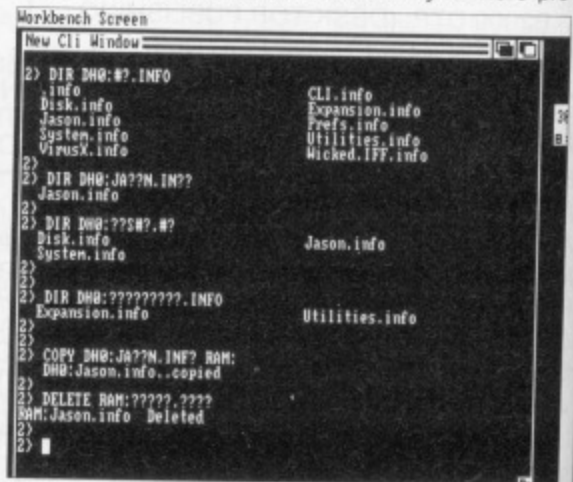 Workbench Screen
New Cli Window
2> DIR DH0:#?.INFO
.info CLI.info
Disk.info Expansion.info
Jason.info Prefs.info
System.info Utilities.info
VirusX.info Wicked.IFF.info
2>
2> DIR DH0:JA??N.IN??
Jason.info
2>
2> DIR DH0:??S#?.#?
Disk.info Jason.info
System.info
2>
2>
2> DIR DH0:?????????.INFO
Expansion.info Utilities.info
2>
2>
2> COPY DH0:JA??N.INF? RAM:
DH0:Jason.info..copied
2>
2> DELETE RAM:?????.????
RAM:Jason.info Deleted
2>
2>